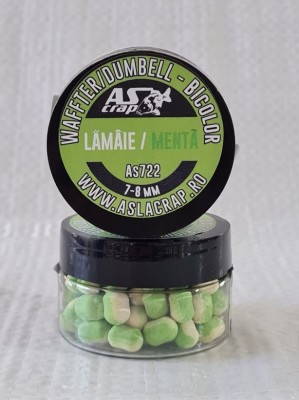 WAFFTER/DUMBELL - BICOLOR
AS
crap
LĂMÂIE / MENTĂ
AS722
7-8 MM
WWW.ASLACRAP.RO